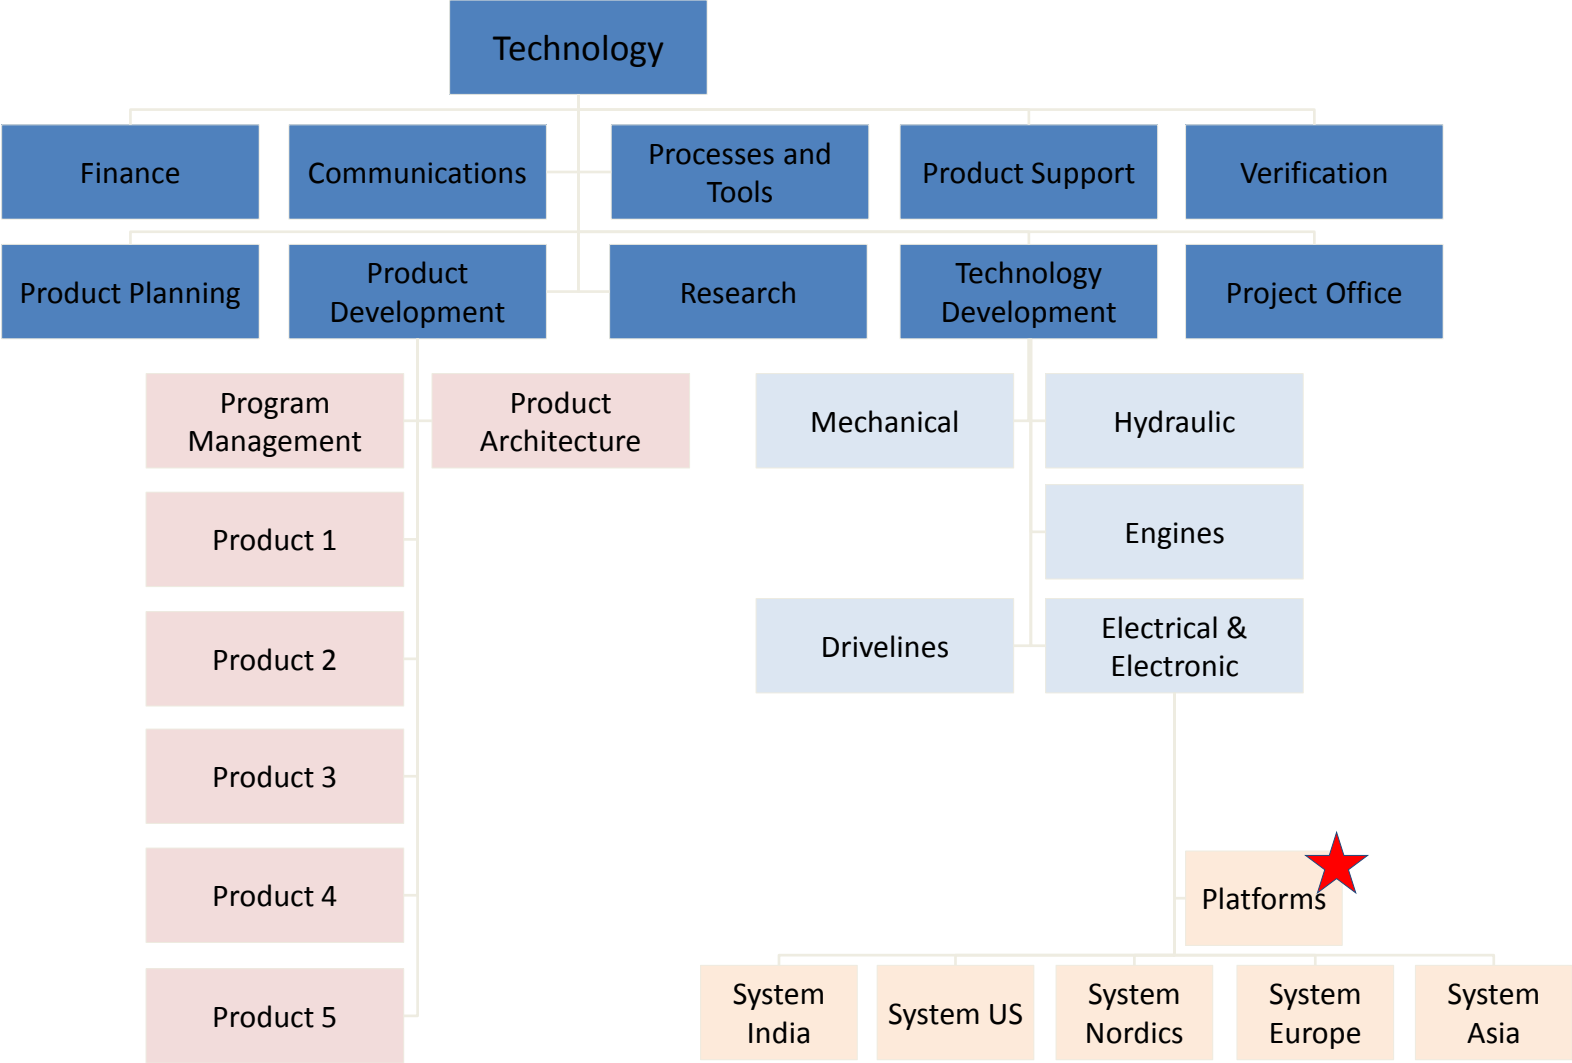 Technology
Finance
Communications
Processes and
Tools
Product Support
Verification
Product Planning
Product
Development
Research
Technology
Development
Project Office
Program
Management
Product
Architecture
Mechanical
Hydraulic
Product 1
Engines
Product 2
Drivelines
Electrical &
Electronic
Product 3
Product 4
Platforms
Product 5
System
India
System US
System
Nordics
System
Europe
System
Asia